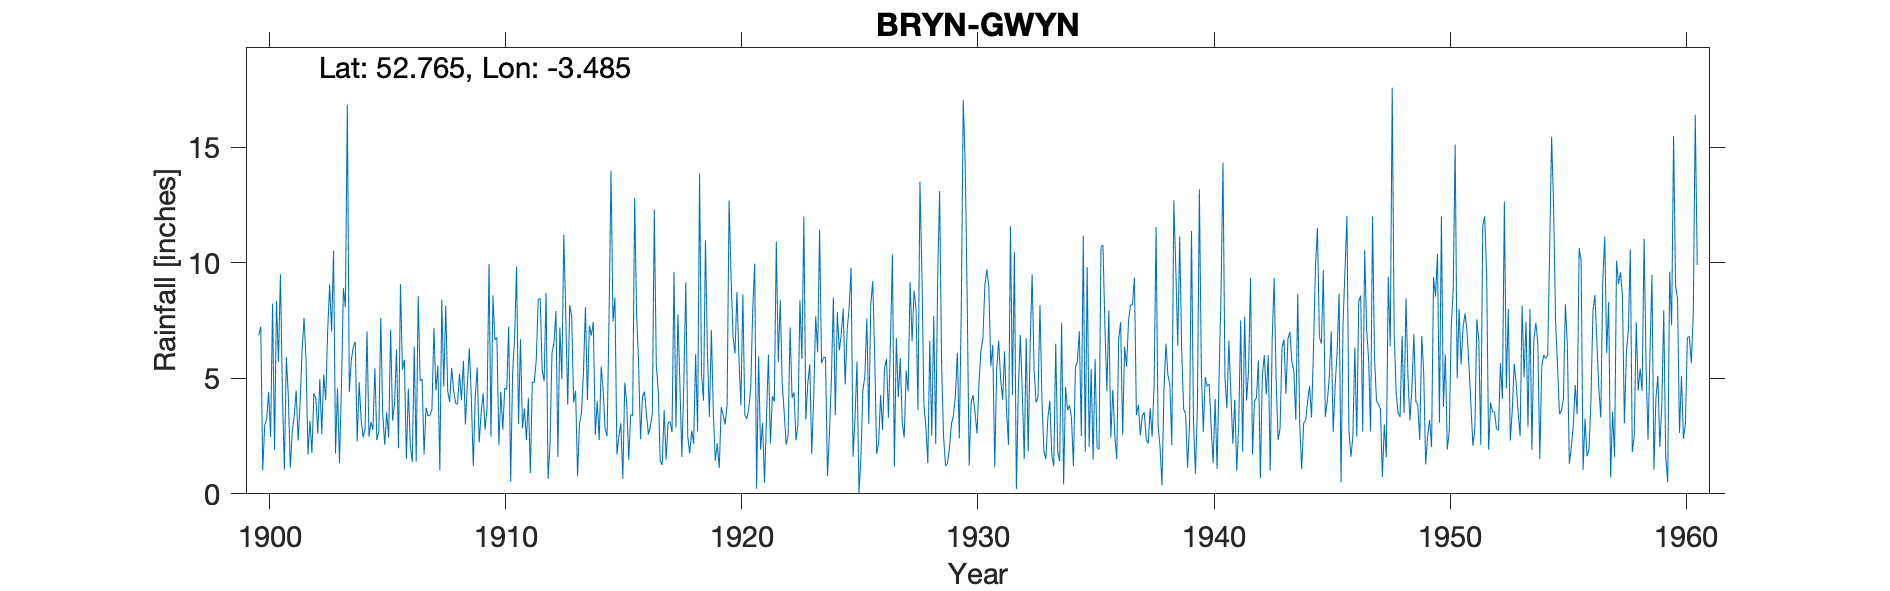 BRYN-GWYN
Lat: 52.765, Lon: -3.485
Rainfall [inches]
15
10
5
0
1900 1910 1920 1930 1940 1950 1960
Year